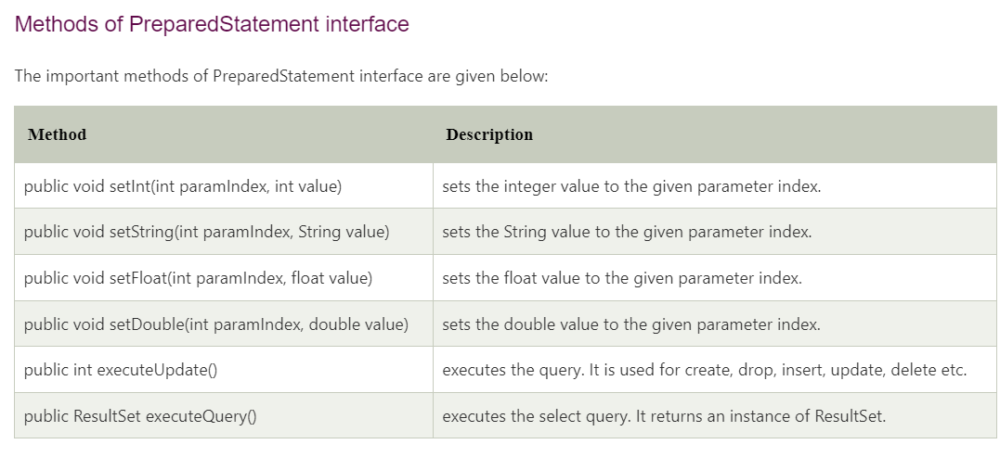 Methods of PreparedStatement interface
The important methods of PreparedStatement interface are given below:
Method Description
public void setInt(int paramIndex, int value) sets the integer value to the given parameter index.
public void setString(int paramIndex, String value) sets the String value to the given parameter index.
public void setFloat(int paramIndex, float value) sets the float value to the given parameter index.
public void setDouble(int paramIndex, double value) sets the double value to the given parameter index.
public int executeUpdate() executes the query. It is used for create, drop, insert, update, delete etc.
public ResultSet executeQuery() executes the select query. It returns an instance of ResultSet.